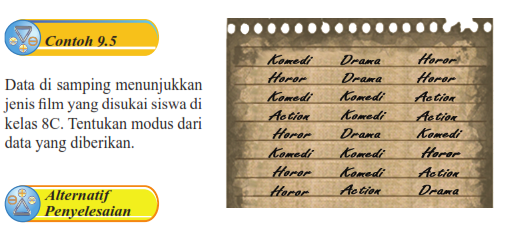 Contoh 9.5
Data di samping menunjukkan
jenis film yang disukai siswa di
kelas 8C. Tentukan modus dari
data yang diberikan.
Alternatif
Penyelesaian
Komedi Drama Horor
Horor Drama Horor
Komedi Komedi Action
Action Komedi Action
Horor Drama Komedi
Komedi Komedi Horor
Horor Komedi Action
Horor Action Drama